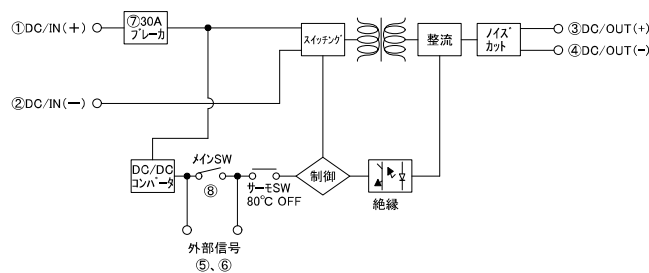 ①DC/IN(+)
⑦30A
ブレーカ
スイッチング
整流
ノイズ
カット
③DC/OUT(+)
④DC/OUT(-)
②DC/IN(-)
DC/DC
コンバータ
メインSW
⑧
サーモSW
80℃ OFF
制御
絶縁
外部信号
⑤、⑥